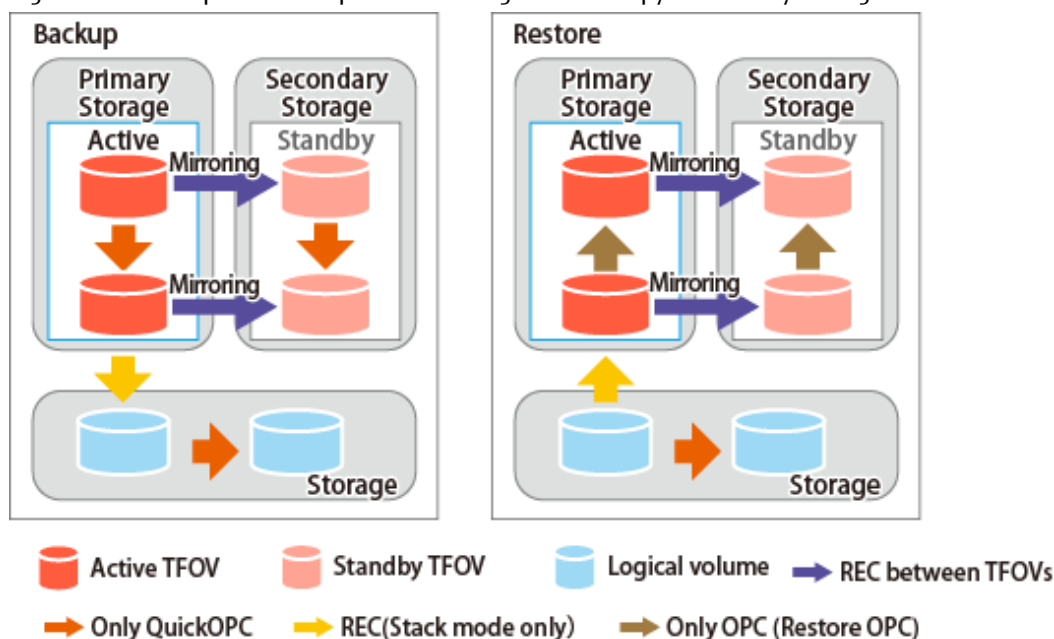 Backup
Primary Storage
Secondary Storage
Active
Standby
Mirroring
Mirroring
Storage
Restore
Primary Storage
Secondary Storage
Active
Standby
Mirroring
Mirroring
Storage
Active TFOV
Standby TFOV
Logical volume
REC between TFOVs
Only QuickOPC
REC(Stack mode only)
Only OPC (Restore OPC)